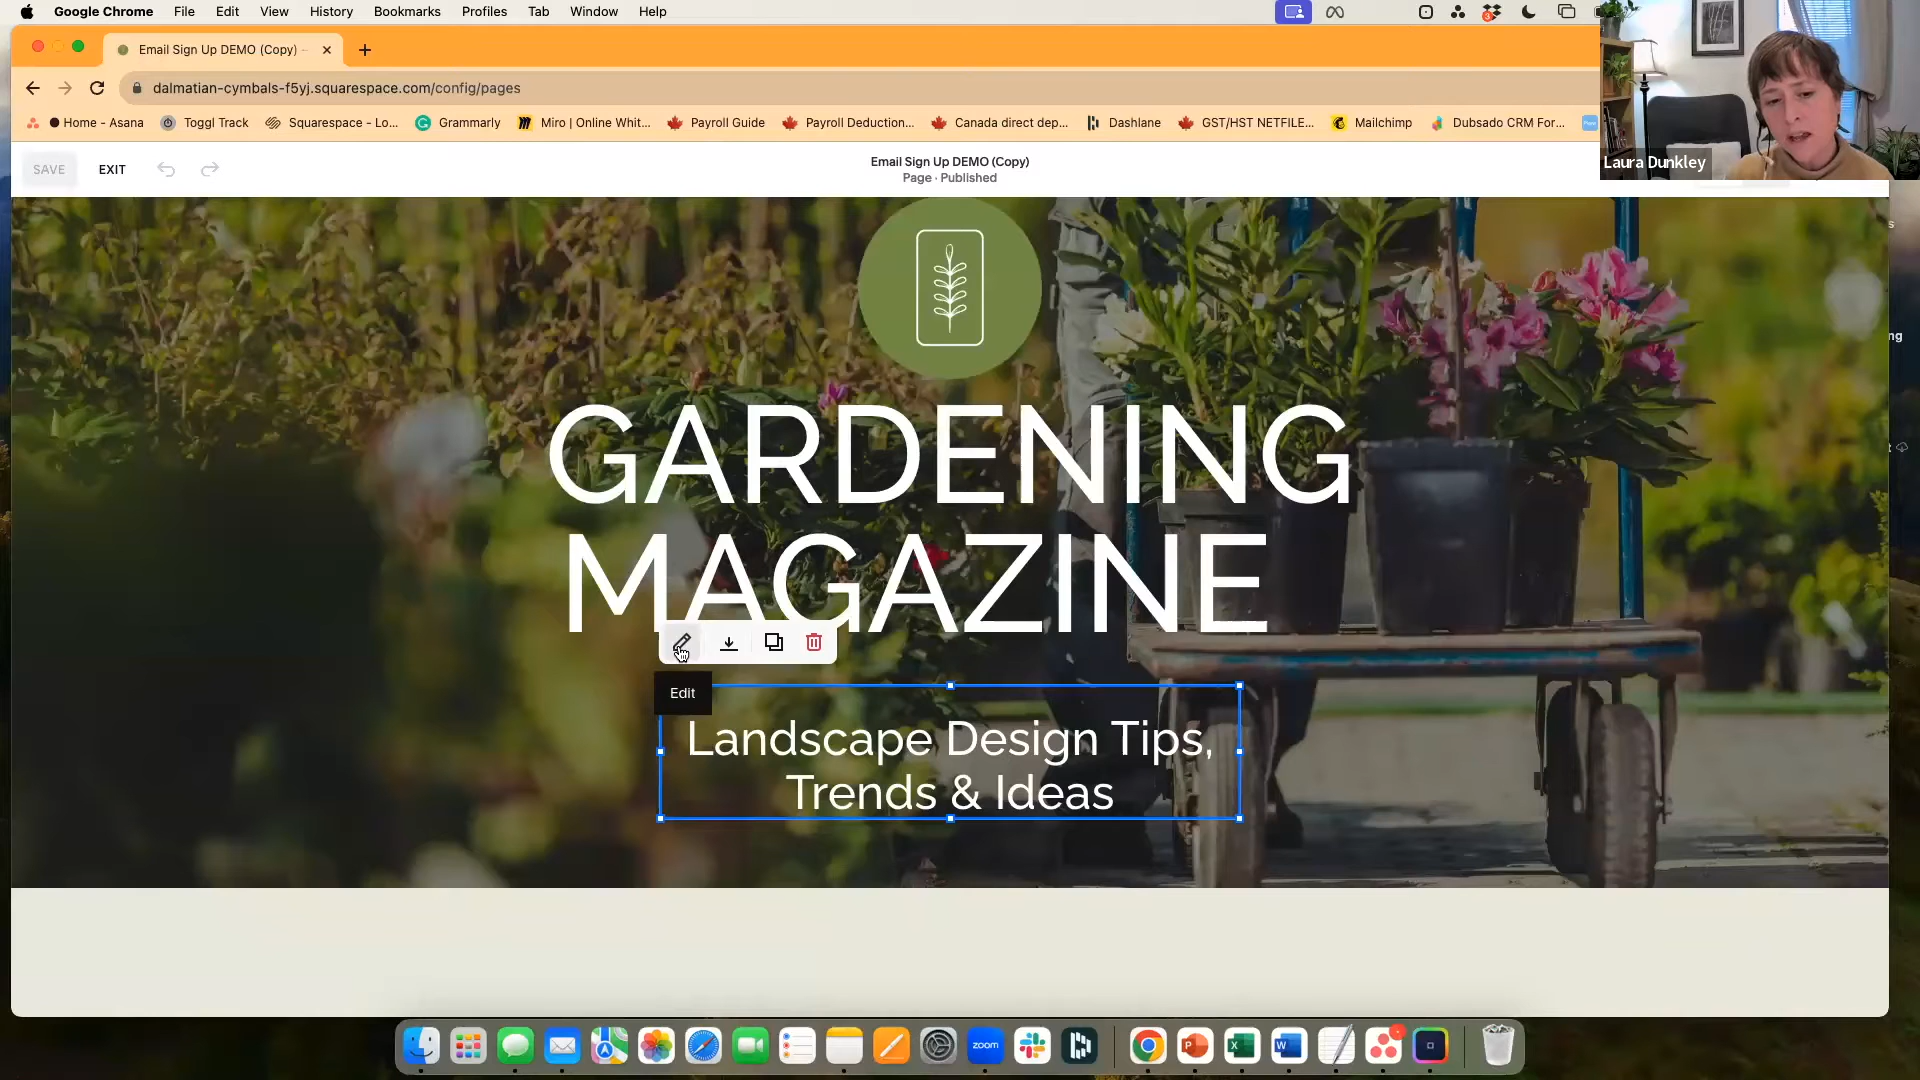 Google Chrome File Edit View History Bookmarks Profiles Tab Window Help
3
Email Sign Up DEMO (Copy) -
dalmatian-cymbals-f5yj.squarespace.com/config/pages
Home - Asana Toggl Track Squarespace - Lo... Grammarly Miro | Online Whit... Payroll Guide Payroll Deduction... Canada direct dep... Dashlane GST/HST NETFILE... Mailchimp Dubsado CRM For...
Laura Dunkley
SAVE EXIT
Email Sign Up DEMO (Copy)
Page · Published
s
ng
GARDENING
MAGAZINE
Edit
Landscape Design Tips,
Trends & Ideas
zoom
P X W